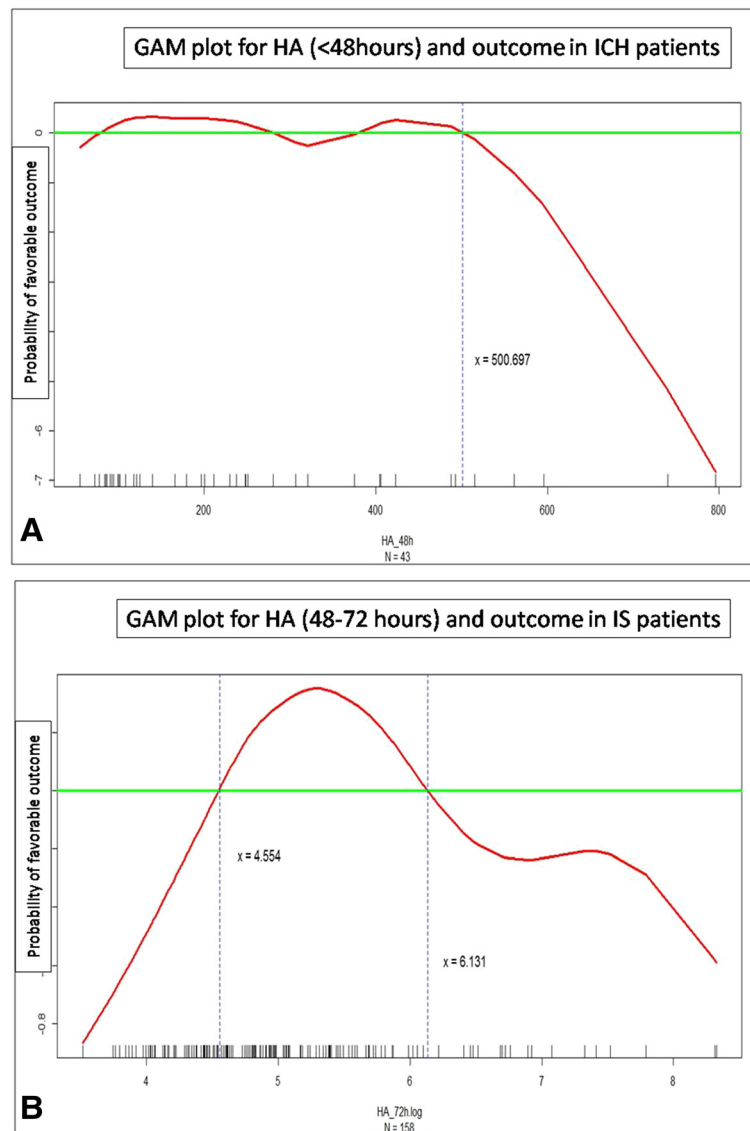 GAM plot for HA (<48hours) and outcome in ICH patients
Probability of favorable outcome
0
-6
-7
x = 500.697
200 400 600 800
HA_48h
N = 43
A
GAM plot for HA (48-72 hours) and outcome in IS patients
Probability of favorable outcome
-0.8
x = 4.554
x = 6.131
4 5 6 7 8
HA_72h.log
N = 158
B